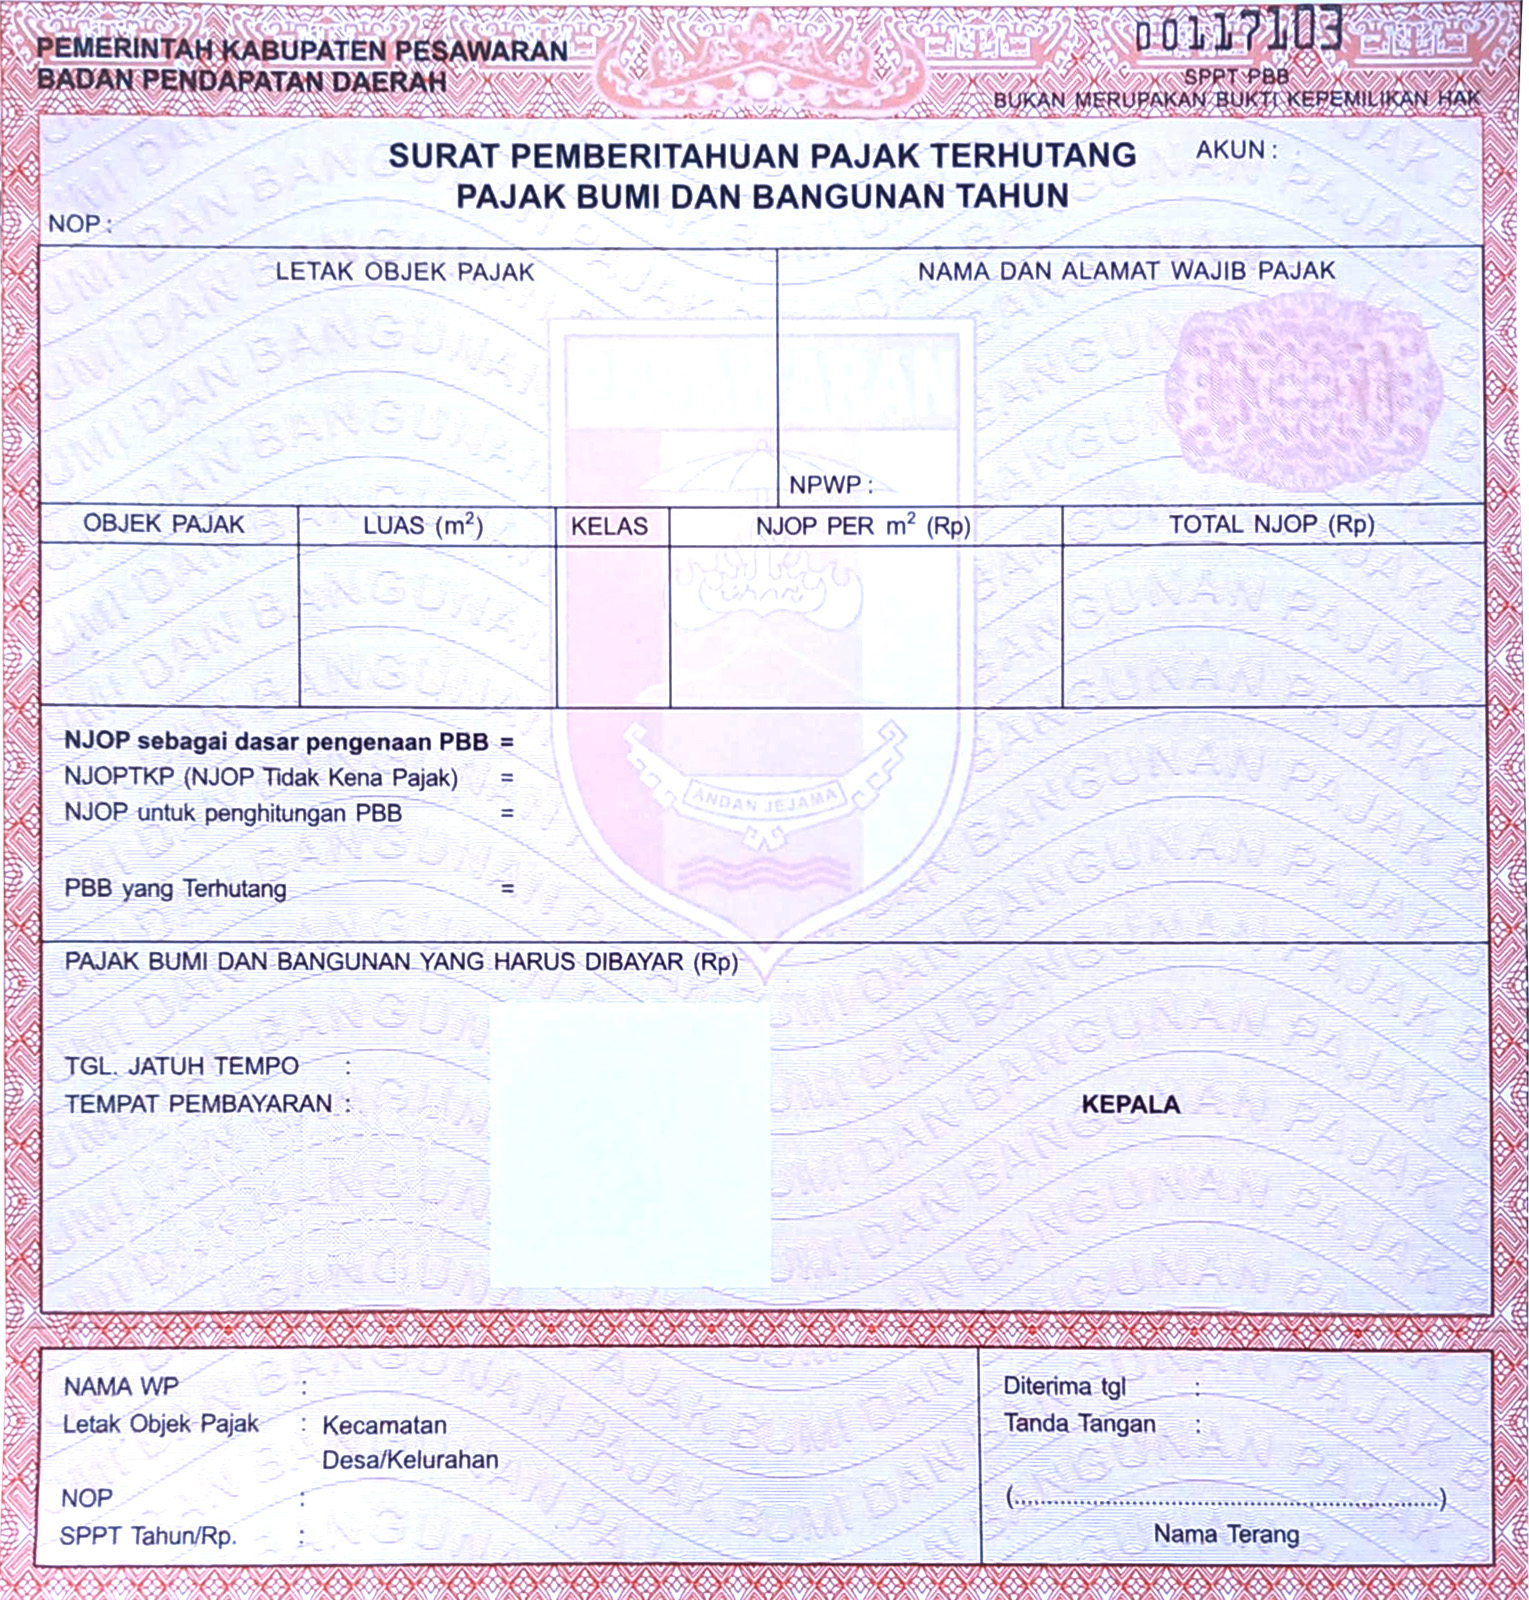 00117103
PEMERINTAH KABUPATEN PESAWARAN
BADAN PENDAPATAN DAERAH
SPPT PBB
BUKAN MERUPAKAN BUKTI KEPEMILIKAN HAK
SURAT PEMBERITAHUAN PAJAK TERHUTANG
AKUN :
PAJAK BUMI DAN BANGUNAN TAHUN
NOP :
LETAK OBJEK PAJAK
NAMA DAN ALAMAT WAJIB PAJAK
NPWP :
OBJEK PAJAK
LUAS (m²)
KELAS
NJOP PER m² (Rp)
TOTAL NJOP (Rp)
NJOP sebagai dasar pengenaan PBB =
NJOPTKP (NJOP Tidak Kena Pajak) =
NJOP untuk penghitungan PBB =
ANDAN JEJAMA
PBB yang Terhutang =
PAJAK BUMI DAN BANGUNAN YANG HARUS DIBAYAR (Rp)
TGL. JATUH TEMPO :
TEMPAT PEMBAYARAN :
KEPALA
NAMA WP :
Letak Objek Pajak : Kecamatan
Desa/Kelurahan
NOP :
SPPT Tahun/Rp. :
Diterima tgl :
Tanda Tangan :
(..........................................................................)
Nama Terang